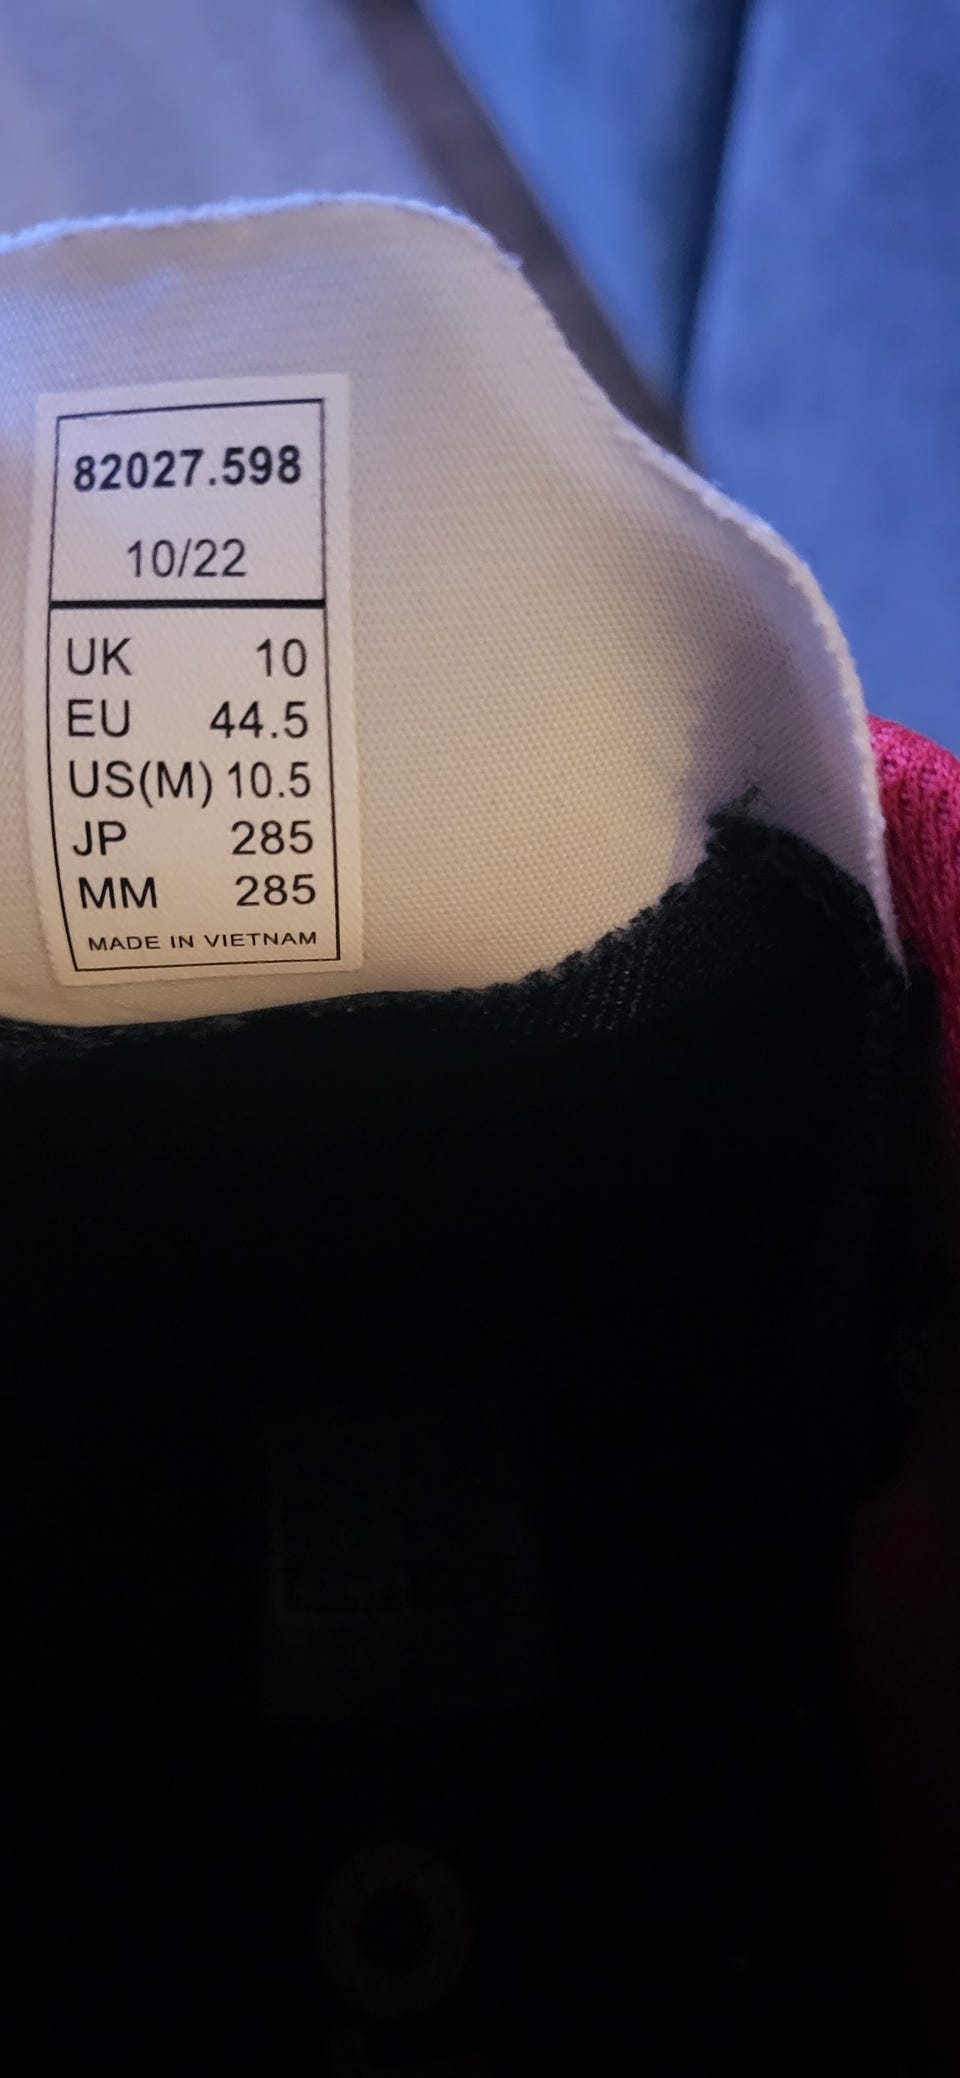 82027.598
10/22
UK 10
EU 44.5
US(M) 10.5
JP 285
MM 285
MADE IN VIETNAM